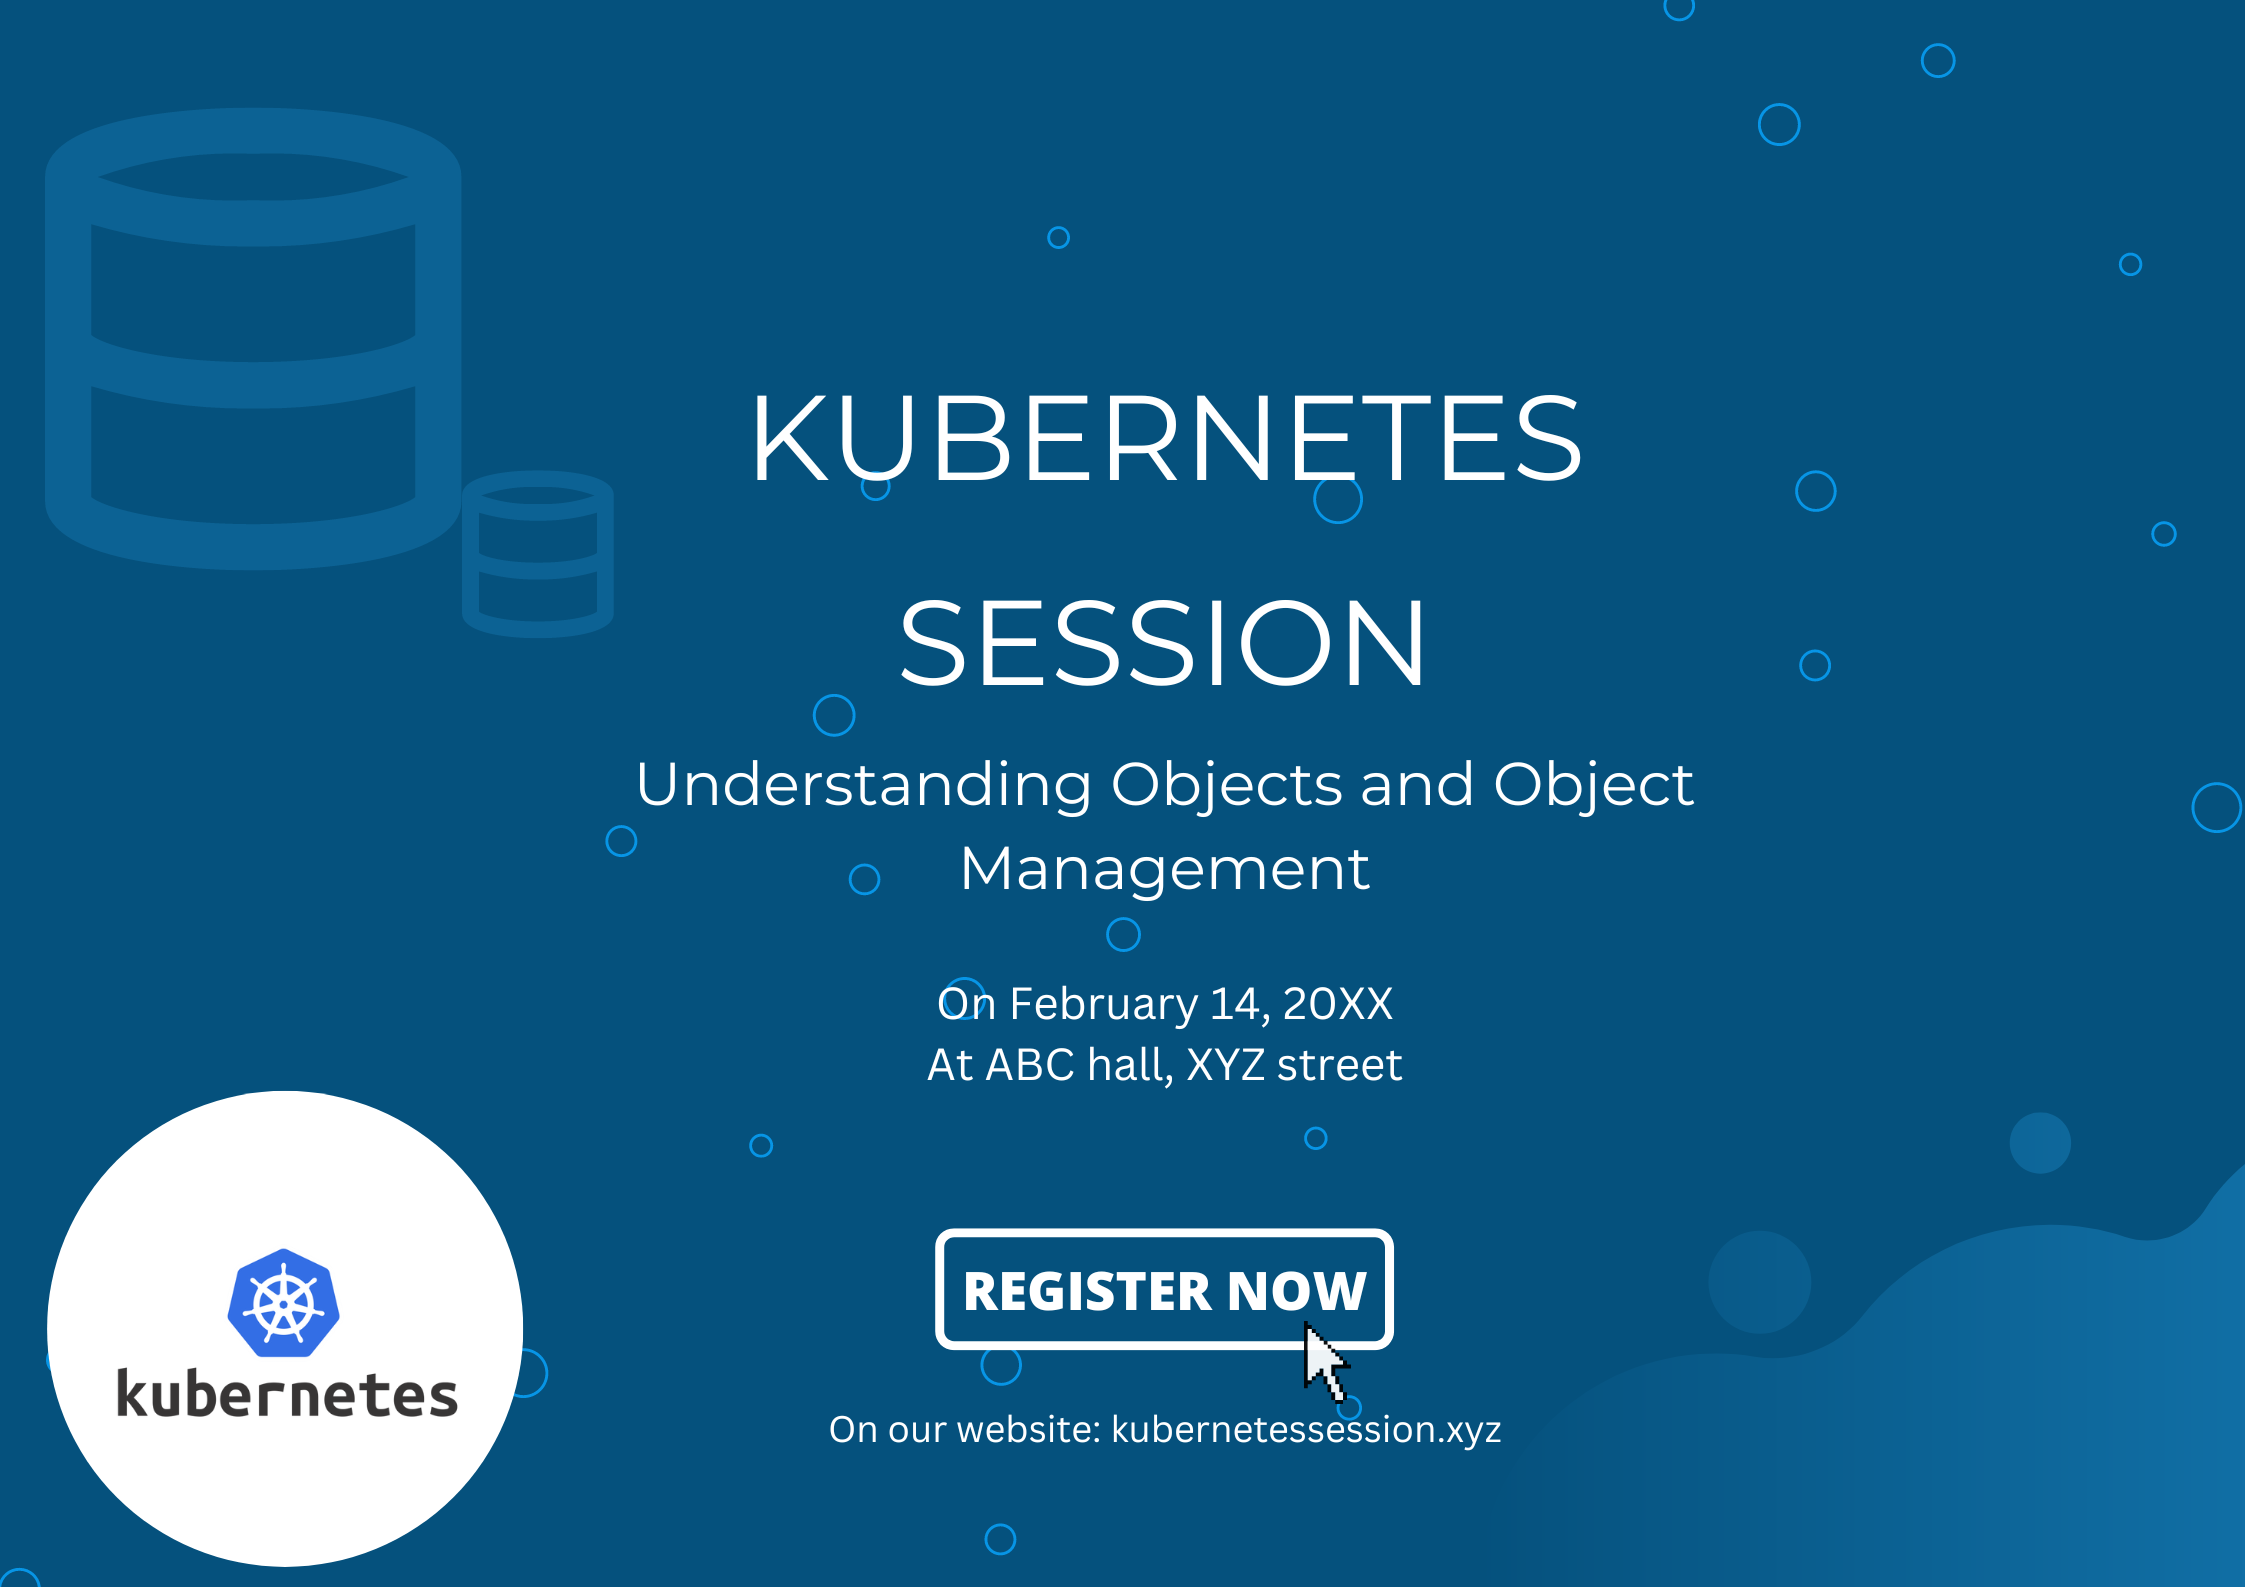 KUBERNETES
SESSION
Understanding Objects and Object
Management
On February 14, 20XX
At ABC hall, XYZ street
REGISTER NOW
On our website: kubernetessession.xyz
kubernetes